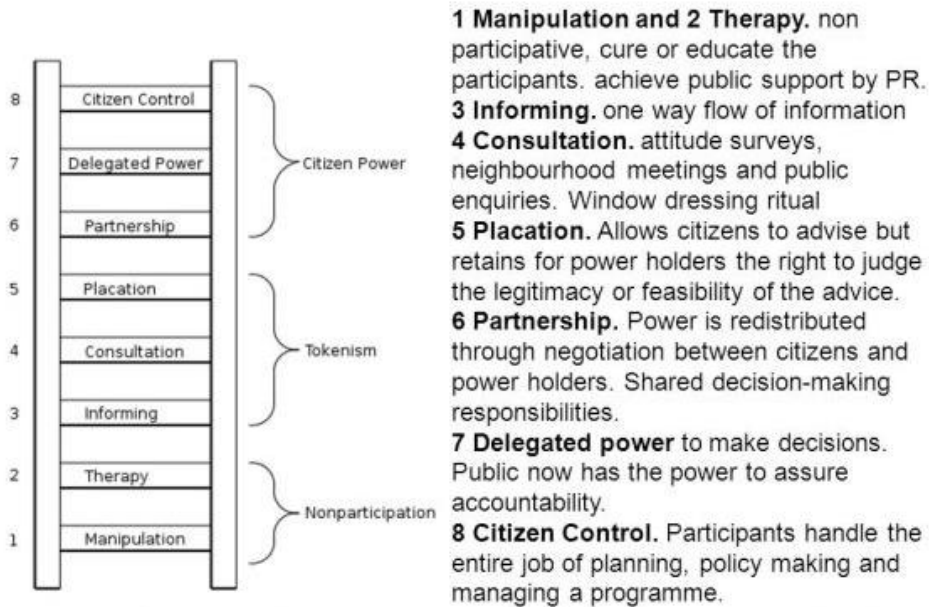 8
Citizen Control
7
Delegated Power
Citizen Power
6
Partnership
5
Placation
4
Consultation
Tokenism
3
Informing
2
Therapy
Nonparticipation
1
Manipulation
1 Manipulation and 2 Therapy. non
participative, cure or educate the
participants. achieve public support by PR.
3 Informing. one way flow of information
4 Consultation. attitude surveys,
neighbourhood meetings and public
enquiries. Window dressing ritual
5 Placation. Allows citizens to advise but
retains for power holders the right to judge
the legitimacy or feasibility of the advice.
6 Partnership. Power is redistributed
through negotiation between citizens and
power holders. Shared decision-making
responsibilities.
7 Delegated power to make decisions.
Public now has the power to assure
accountability.
8 Citizen Control. Participants handle the
entire job of planning, policy making and
managing a programme.